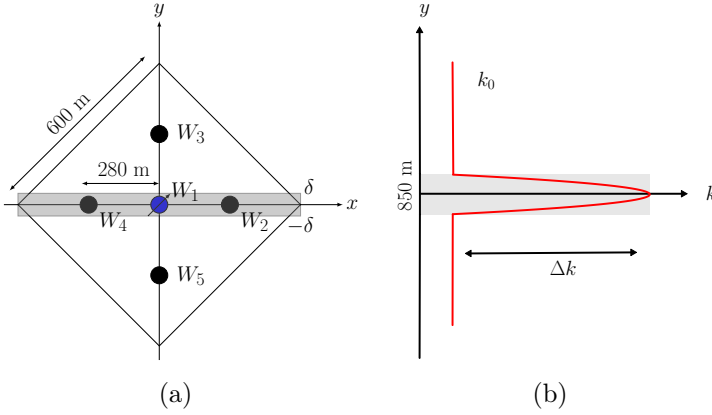 y
600 m
W₃
280 m
W₁
δ
x
W₄
W₂
−δ
W₅
(a)
y
k₀
850 m
k
Δk
(b)